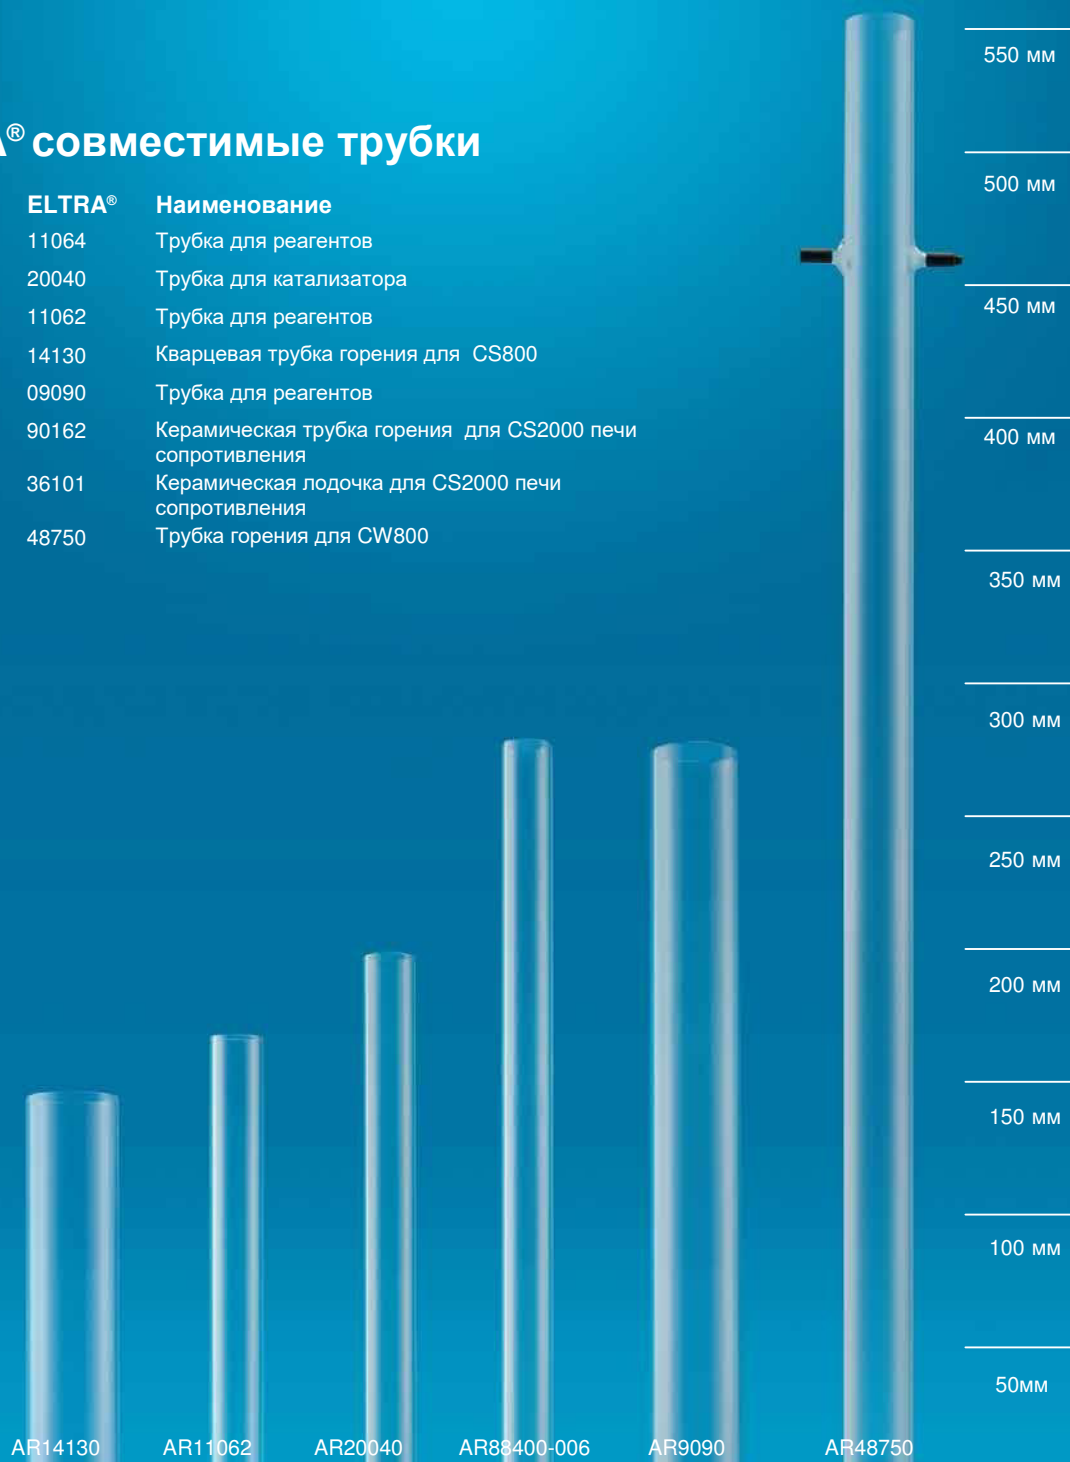 A® совместимые трубки
ELTRA® Наименование
11064 Трубка для реагентов
20040 Трубка для катализатора
11062 Трубка для реагентов
14130 Кварцевая трубка горения для CS800
09090 Трубка для реагентов
90162 Керамическая трубка горения для CS2000 печи
сопротивления
36101 Керамическая лодочка для CS2000 печи
сопротивления
48750 Трубка горения для CW800
550 мм
500 мм
450 мм
400 мм
350 мм
300 мм
250 мм
200 мм
150 мм
100 мм
50мм
AR14130 AR11062 AR20040 AR88400-006 AR9090 AR48750